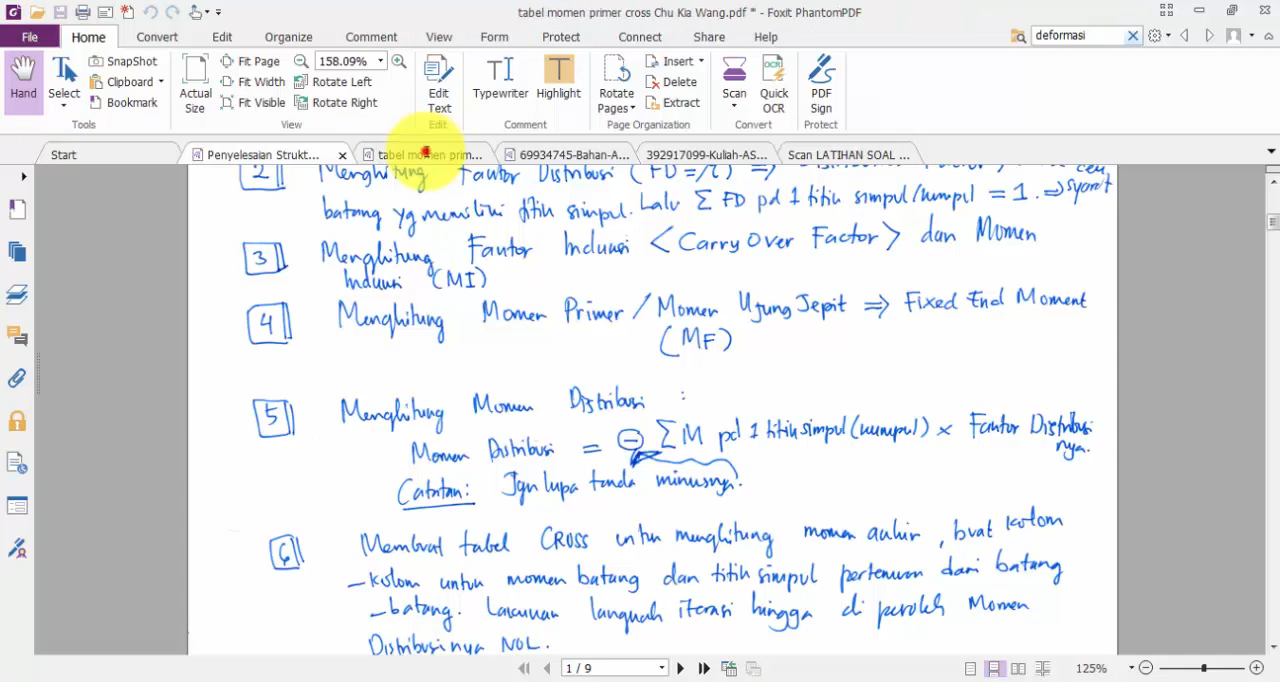 tabel momen primer cross Chu Kia Wang.pdf * - Foxit PhantomPDF
File Home Convert Edit Organize Comment View Form Protect Connect Share Help
deformasi
Hand
Select
SnapShot
Clipboard
Bookmark
Tools
Actual Size
Fit Page
Fit Width
Fit Visible
158.09%
Rotate Left
Rotate Right
View
Edit Text
Edit
Typewriter
Highlight
Comment
Rotate Pages
Insert
Delete
Extract
Page Organization
Scan
Quick OCR
Convert
PDF Sign
Protect
Start
Penyelesaian Strukt...
tabel momen prim...
69934745-Bahan-A...
392917099-Kuliah-AS...
Scan LATIHAN SOAL ...
2 Menghitung Faktor Distribusi (FD =
batang yg memiliki titik simpul. Lalu Σ FD pd 1 titik simpul/kumpul = 1. => syarat
3 Menghitung Faktor Induksi <Carry Over Factor> dan Momen
Induksi (MI)
4 Menghitung Momen Primer / Momen Ujung Jepit => Fixed End Moment
(MF)
5 Menghitung Momen Distribusi :
Momen Distribusi = - ΣM pd 1 titik simpul (kumpul) x Faktor Distribusi
nya.
Catatan: Jgn lupa tanda minusnya.
6 Membuat tabel CROSS untuk menghitung momen akhir, buat kolom
-kolom untuk momen batang dan titik simpul pertemuan dari batang
-batang. Lakukan langkah iterasi hingga di peroleh Momen
Distribusinya NOL.
1 / 9
125%